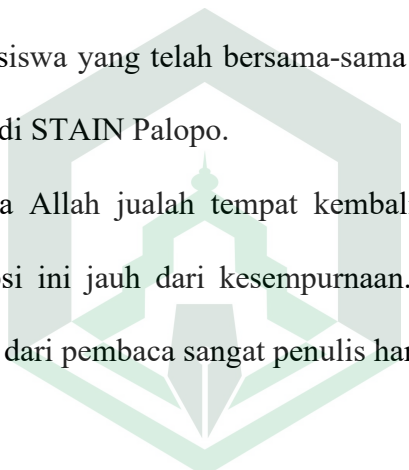 siswa yang telah bersama-sama
di STAIN Palopo.
a Allah jualah tempat kembal
si ini jauh dari kesempurnaan.
dari pembaca sangat penulis har